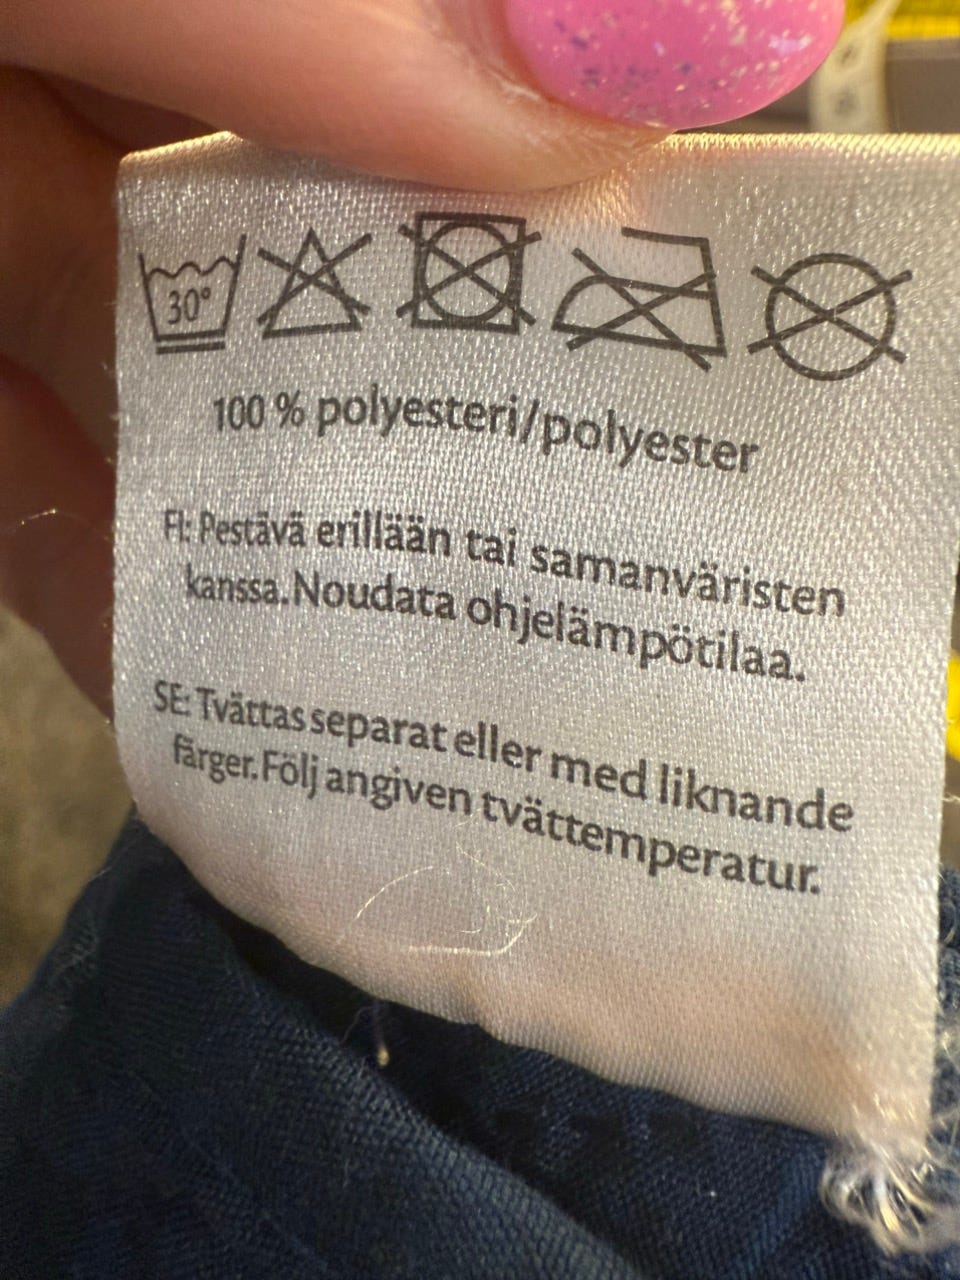 30°
100 % polyesteri/polyester
FI: Pestävä erillään tai samanväristen
kanssa. Noudata ohjelämpötilaa.
SE: Tvättas separat eller med liknande
färger. Följ angiven tvättemperatur.